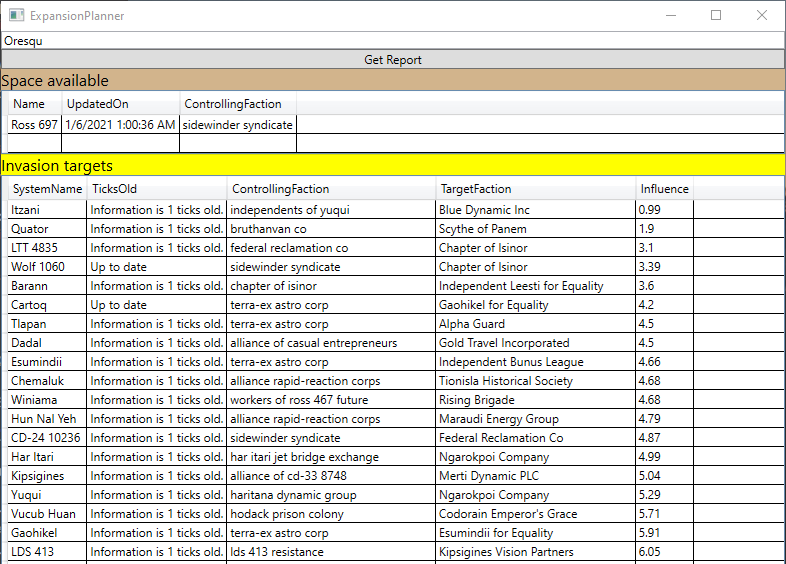 ExpansionPlanner
Oresqu
Get Report
Space available
Name UpdatedOn ControllingFaction
Ross 697 1/6/2021 1:00:36 AM sidewinder syndicate
Invasion targets
SystemName TicksOld ControllingFaction TargetFaction Influence
Itzani Information is 1 ticks old. independents of yuqui Blue Dynamic Inc 0.99
Quator Information is 1 ticks old. bruthanvan co Scythe of Panem 1.9
LTT 4835 Information is 1 ticks old. federal reclamation co Chapter of Isinor 3.1
Wolf 1060 Up to date sidewinder syndicate Chapter of Isinor 3.39
Barann Information is 1 ticks old. chapter of isinor Independent Leesti for Equality 3.6
Cartoq Up to date terra-ex astro corp Gaohikel for Equality 4.2
Tlapan Information is 1 ticks old. terra-ex astro corp Alpha Guard 4.5
Dadal Information is 1 ticks old. alliance of casual entrepreneurs Gold Travel Incorporated 4.5
Esumindii Information is 1 ticks old. terra-ex astro corp Independent Bunus League 4.66
Chemaluk Information is 1 ticks old. alliance rapid-reaction corps Tionisla Historical Society 4.68
Winiama Information is 1 ticks old. workers of ross 467 future Rising Brigade 4.68
Hun Nal Yeh Information is 1 ticks old. alliance rapid-reaction corps Maraudi Energy Group 4.79
CD-24 10236 Information is 1 ticks old. sidewinder syndicate Federal Reclamation Co 4.87
Har Itari Information is 1 ticks old. har itari jet bridge exchange Ngarokpoi Company 4.99
Kipsigines Information is 1 ticks old. alliance of cd-33 8748 Merti Dynamic PLC 5.04
Yuqui Information is 1 ticks old. haritana dynamic group Ngarokpoi Company 5.29
Vucub Huan Information is 1 ticks old. hodack prison colony Codorain Emperor's Grace 5.71
Gaohikel Information is 1 ticks old. terra-ex astro corp Esumindii for Equality 5.91
LDS 413 Information is 1 ticks old. lds 413 resistance Kipsigines Vision Partners 6.05